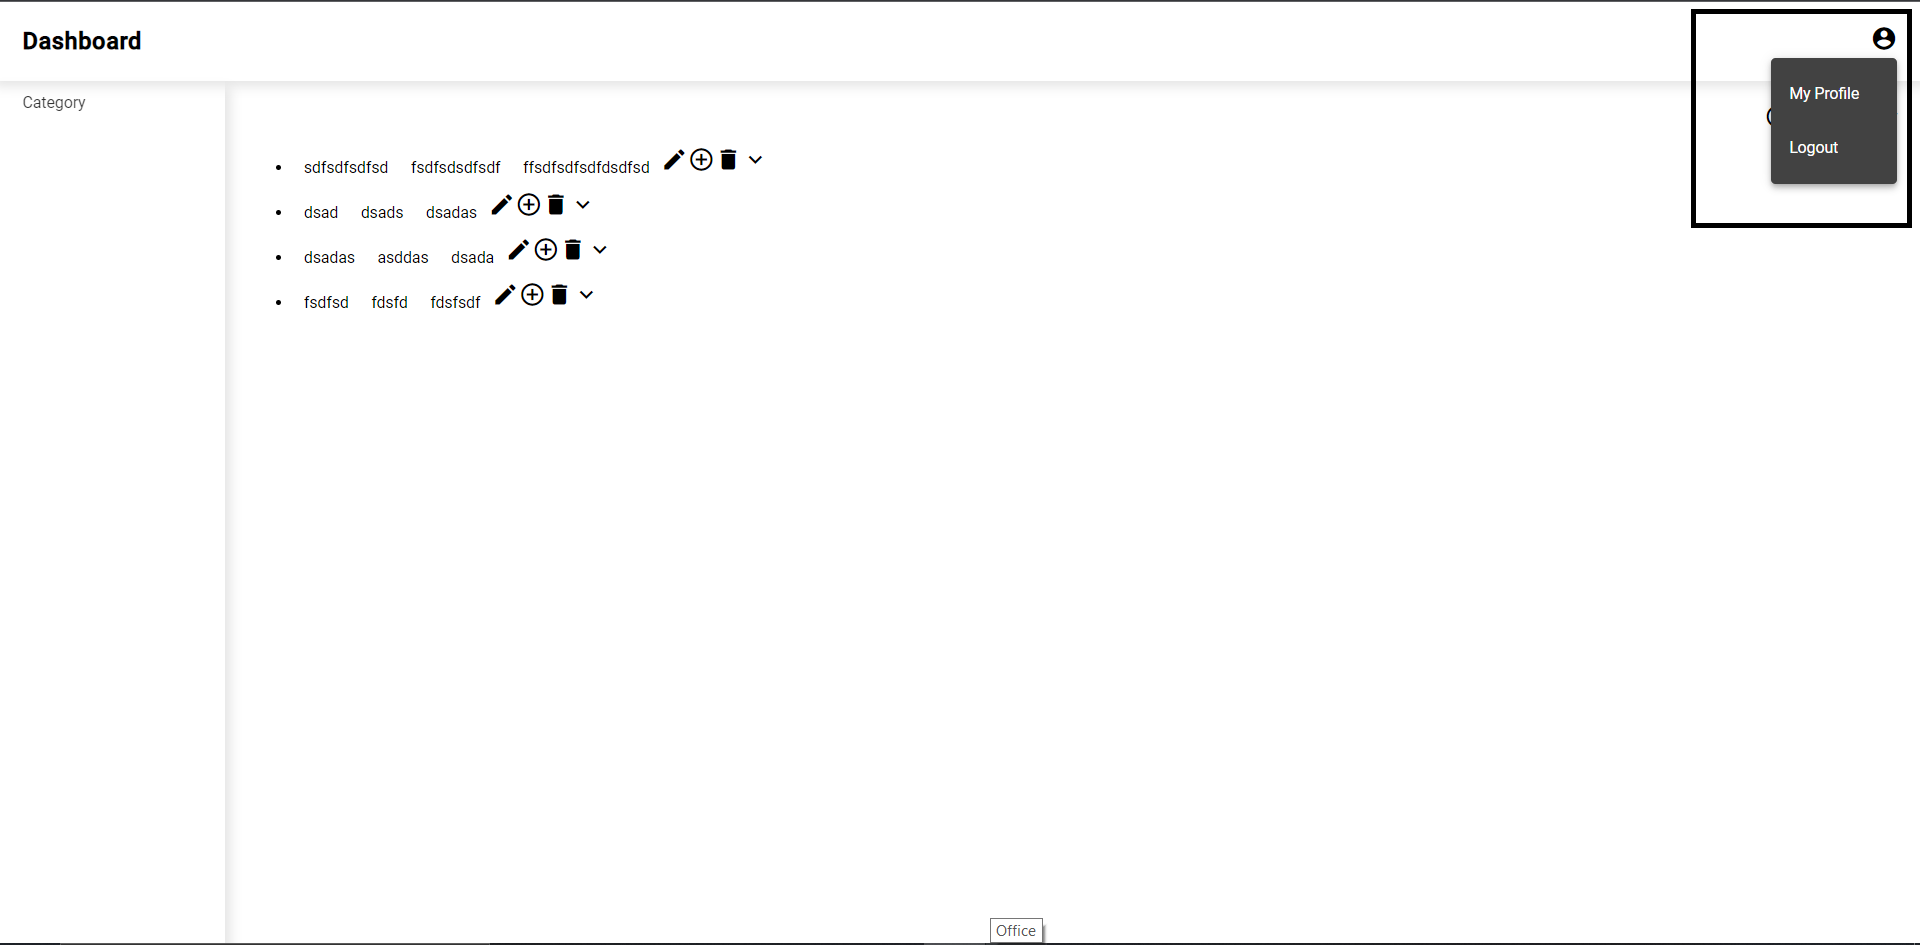 Dashboard
Category
My Profile
Logout
sdfsdfsdfsd fsdfsdsdfsdf ffsdfsdfsdfdsdfsd
dsad dsads dsadas
dsadas asddas dsada
fsdfsd fdsfd fdsfsdf
Office